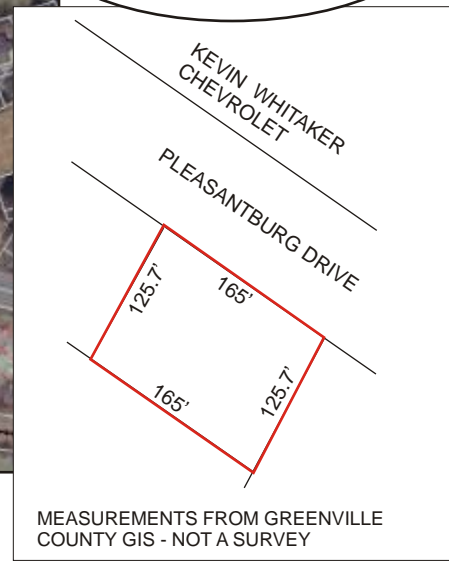 KEVIN WHITAKER
CHEVROLET
PLEASANTBURG DRIVE
125.7'
165'
165'
125.7'
MEASUREMENTS FROM GREENVILLE
COUNTY GIS - NOT A SURVEY